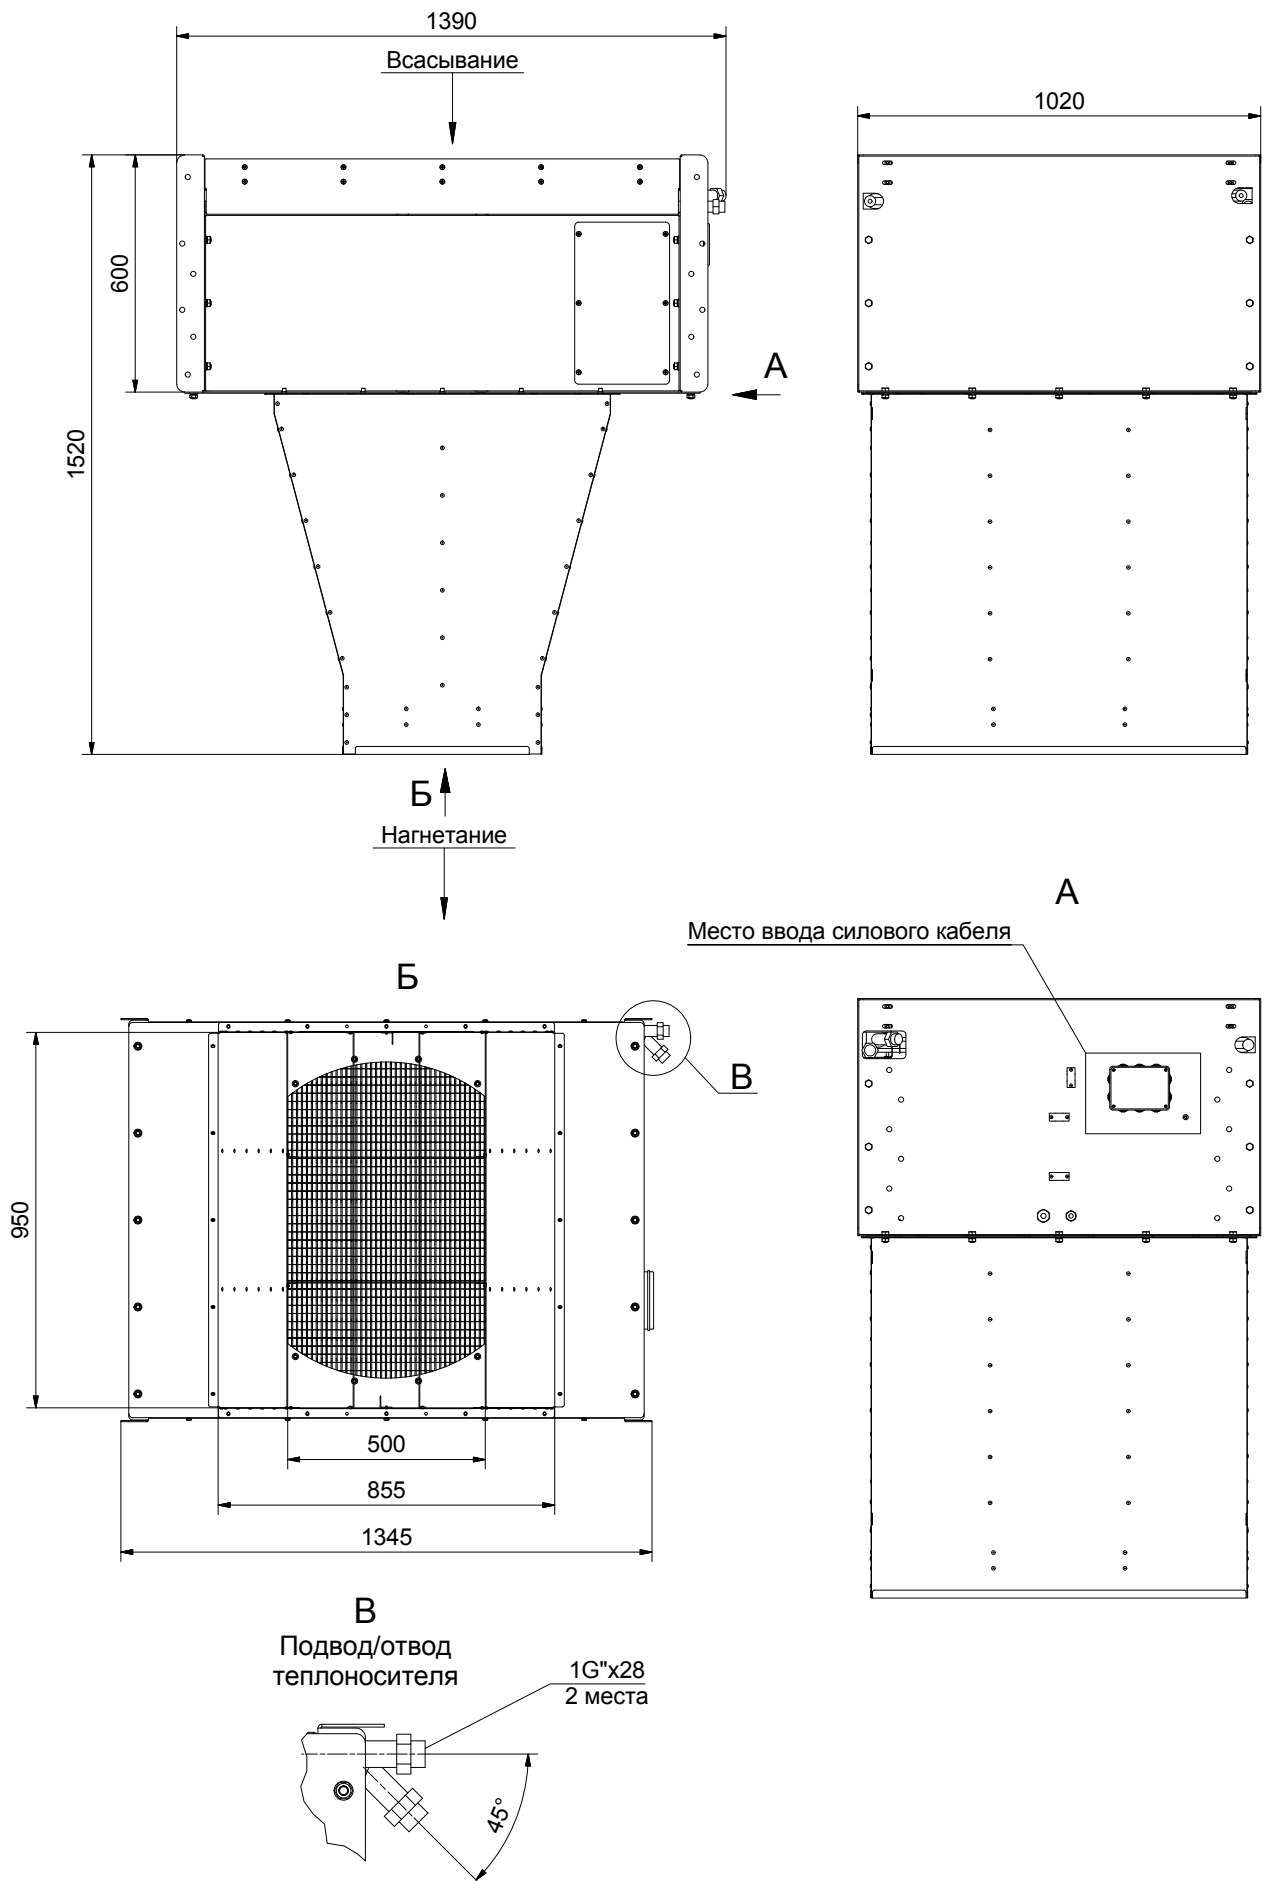 1390
Всасывание
1020
600
1520
А
Б
Нагнетание
А
Место ввода силового кабеля
Б
В
950
500
855
1345
В
Подвод/отвод
теплоносителя
1G"x28
2 места
45°